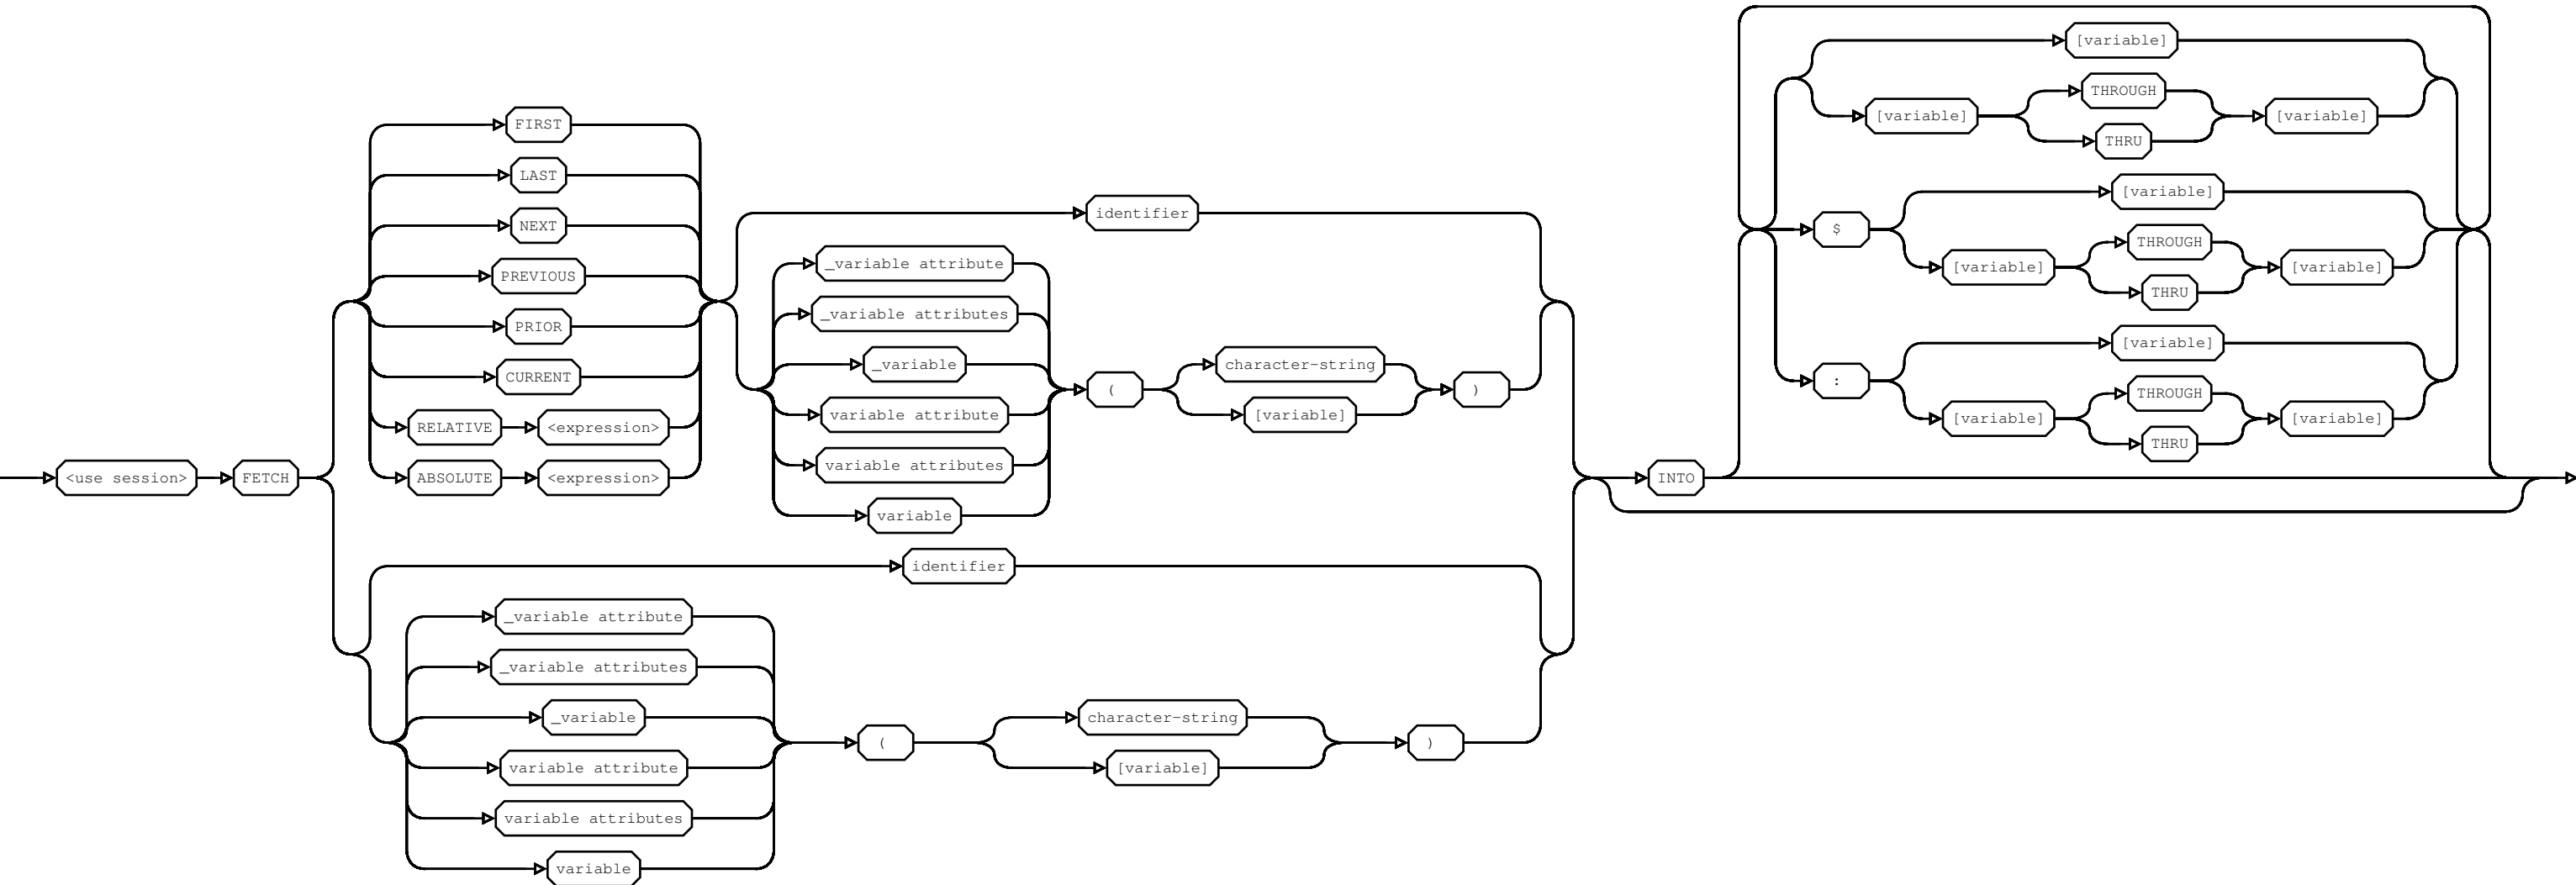 [variable]
[variable] THROUGH [variable]
THRU
FIRST
LAST
NEXT
PREVIOUS
PRIOR
CURRENT
RELATIVE <expression>
ABSOLUTE <expression>
<use session> FETCH
identifier
_variable attribute
_variable attributes
_variable
variable attribute
variable attributes
variable
( character-string )
[variable]
$ [variable]
[variable] THROUGH [variable]
THRU
: [variable]
[variable] THROUGH [variable]
THRU
INTO
identifier
_variable attribute
_variable attributes
_variable
variable attribute
variable attributes
variable
( character-string )
[variable]